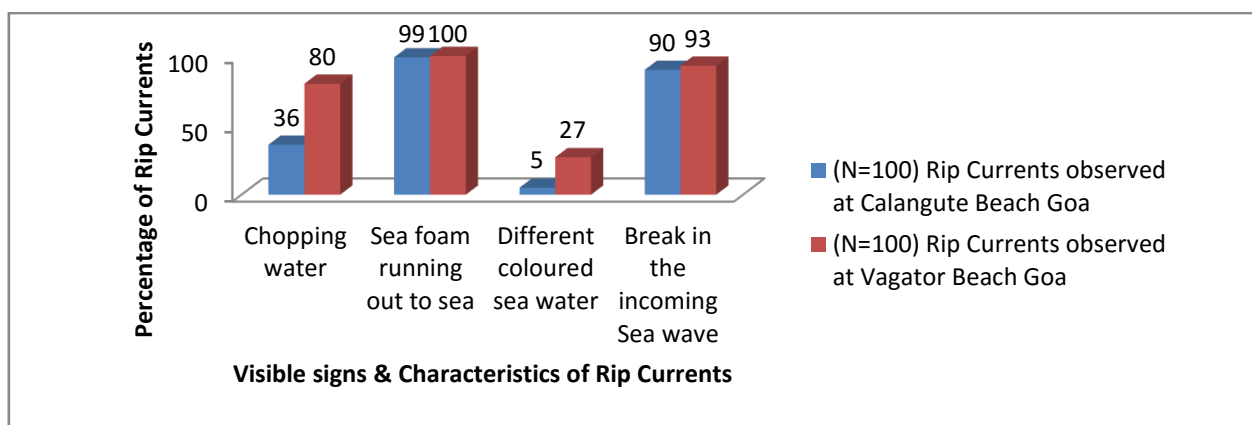 Percentage of Rip Currents
100
50
0
36
80
99
100
5
27
90
93
Chopping
water
Sea foam
running
out to sea
Different
coloured
sea water
Break in
the
incoming
Sea wave
Visible signs & Characteristics of Rip Currents
(N=100) Rip Currents observed
at Calangute Beach Goa
(N=100) Rip Currents observed
at Vagator Beach Goa